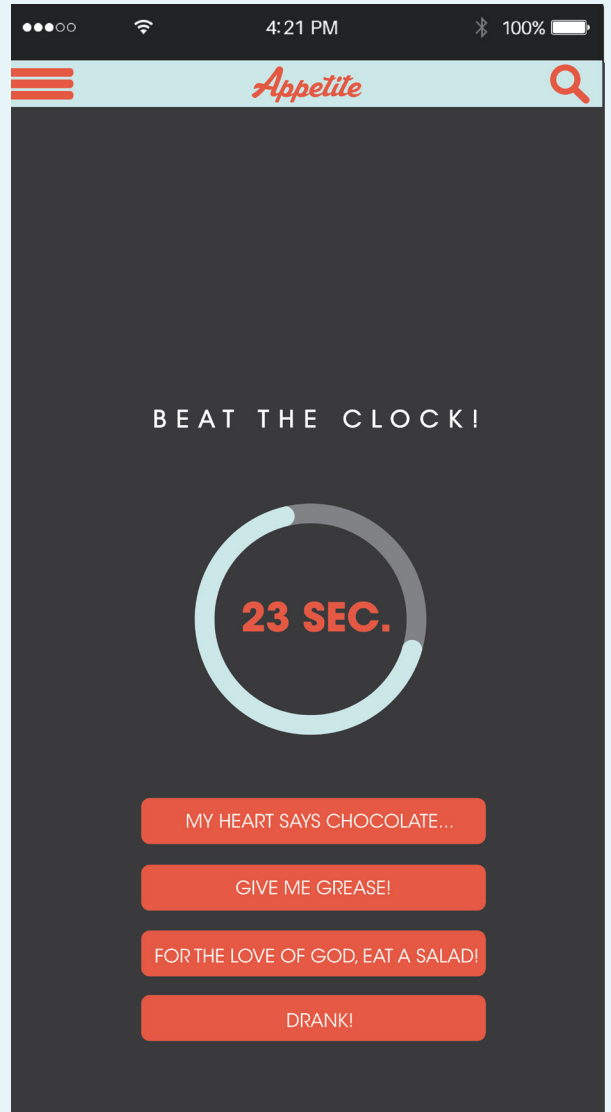 4:21 PM 100%
Appetite
BEAT THE CLOCK!
23 SEC.
MY HEART SAYS CHOCOLATE...
GIVE ME GREASE!
FOR THE LOVE OF GOD, EAT A SALAD!
DRANK!